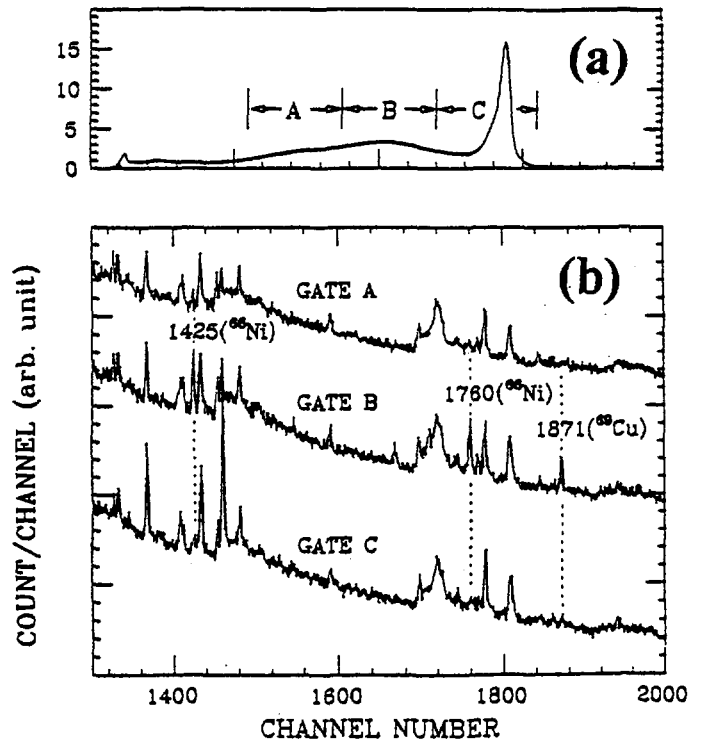 15
(a)
10
A B C
5
0
(b)
GATE A
1425(⁶⁶Ni)
GATE B
1760(⁶⁶Ni)
1871(⁶⁹Cu)
GATE C
COUNT/CHANNEL (arb. unit)
1400 1600 1800 2000
CHANNEL NUMBER